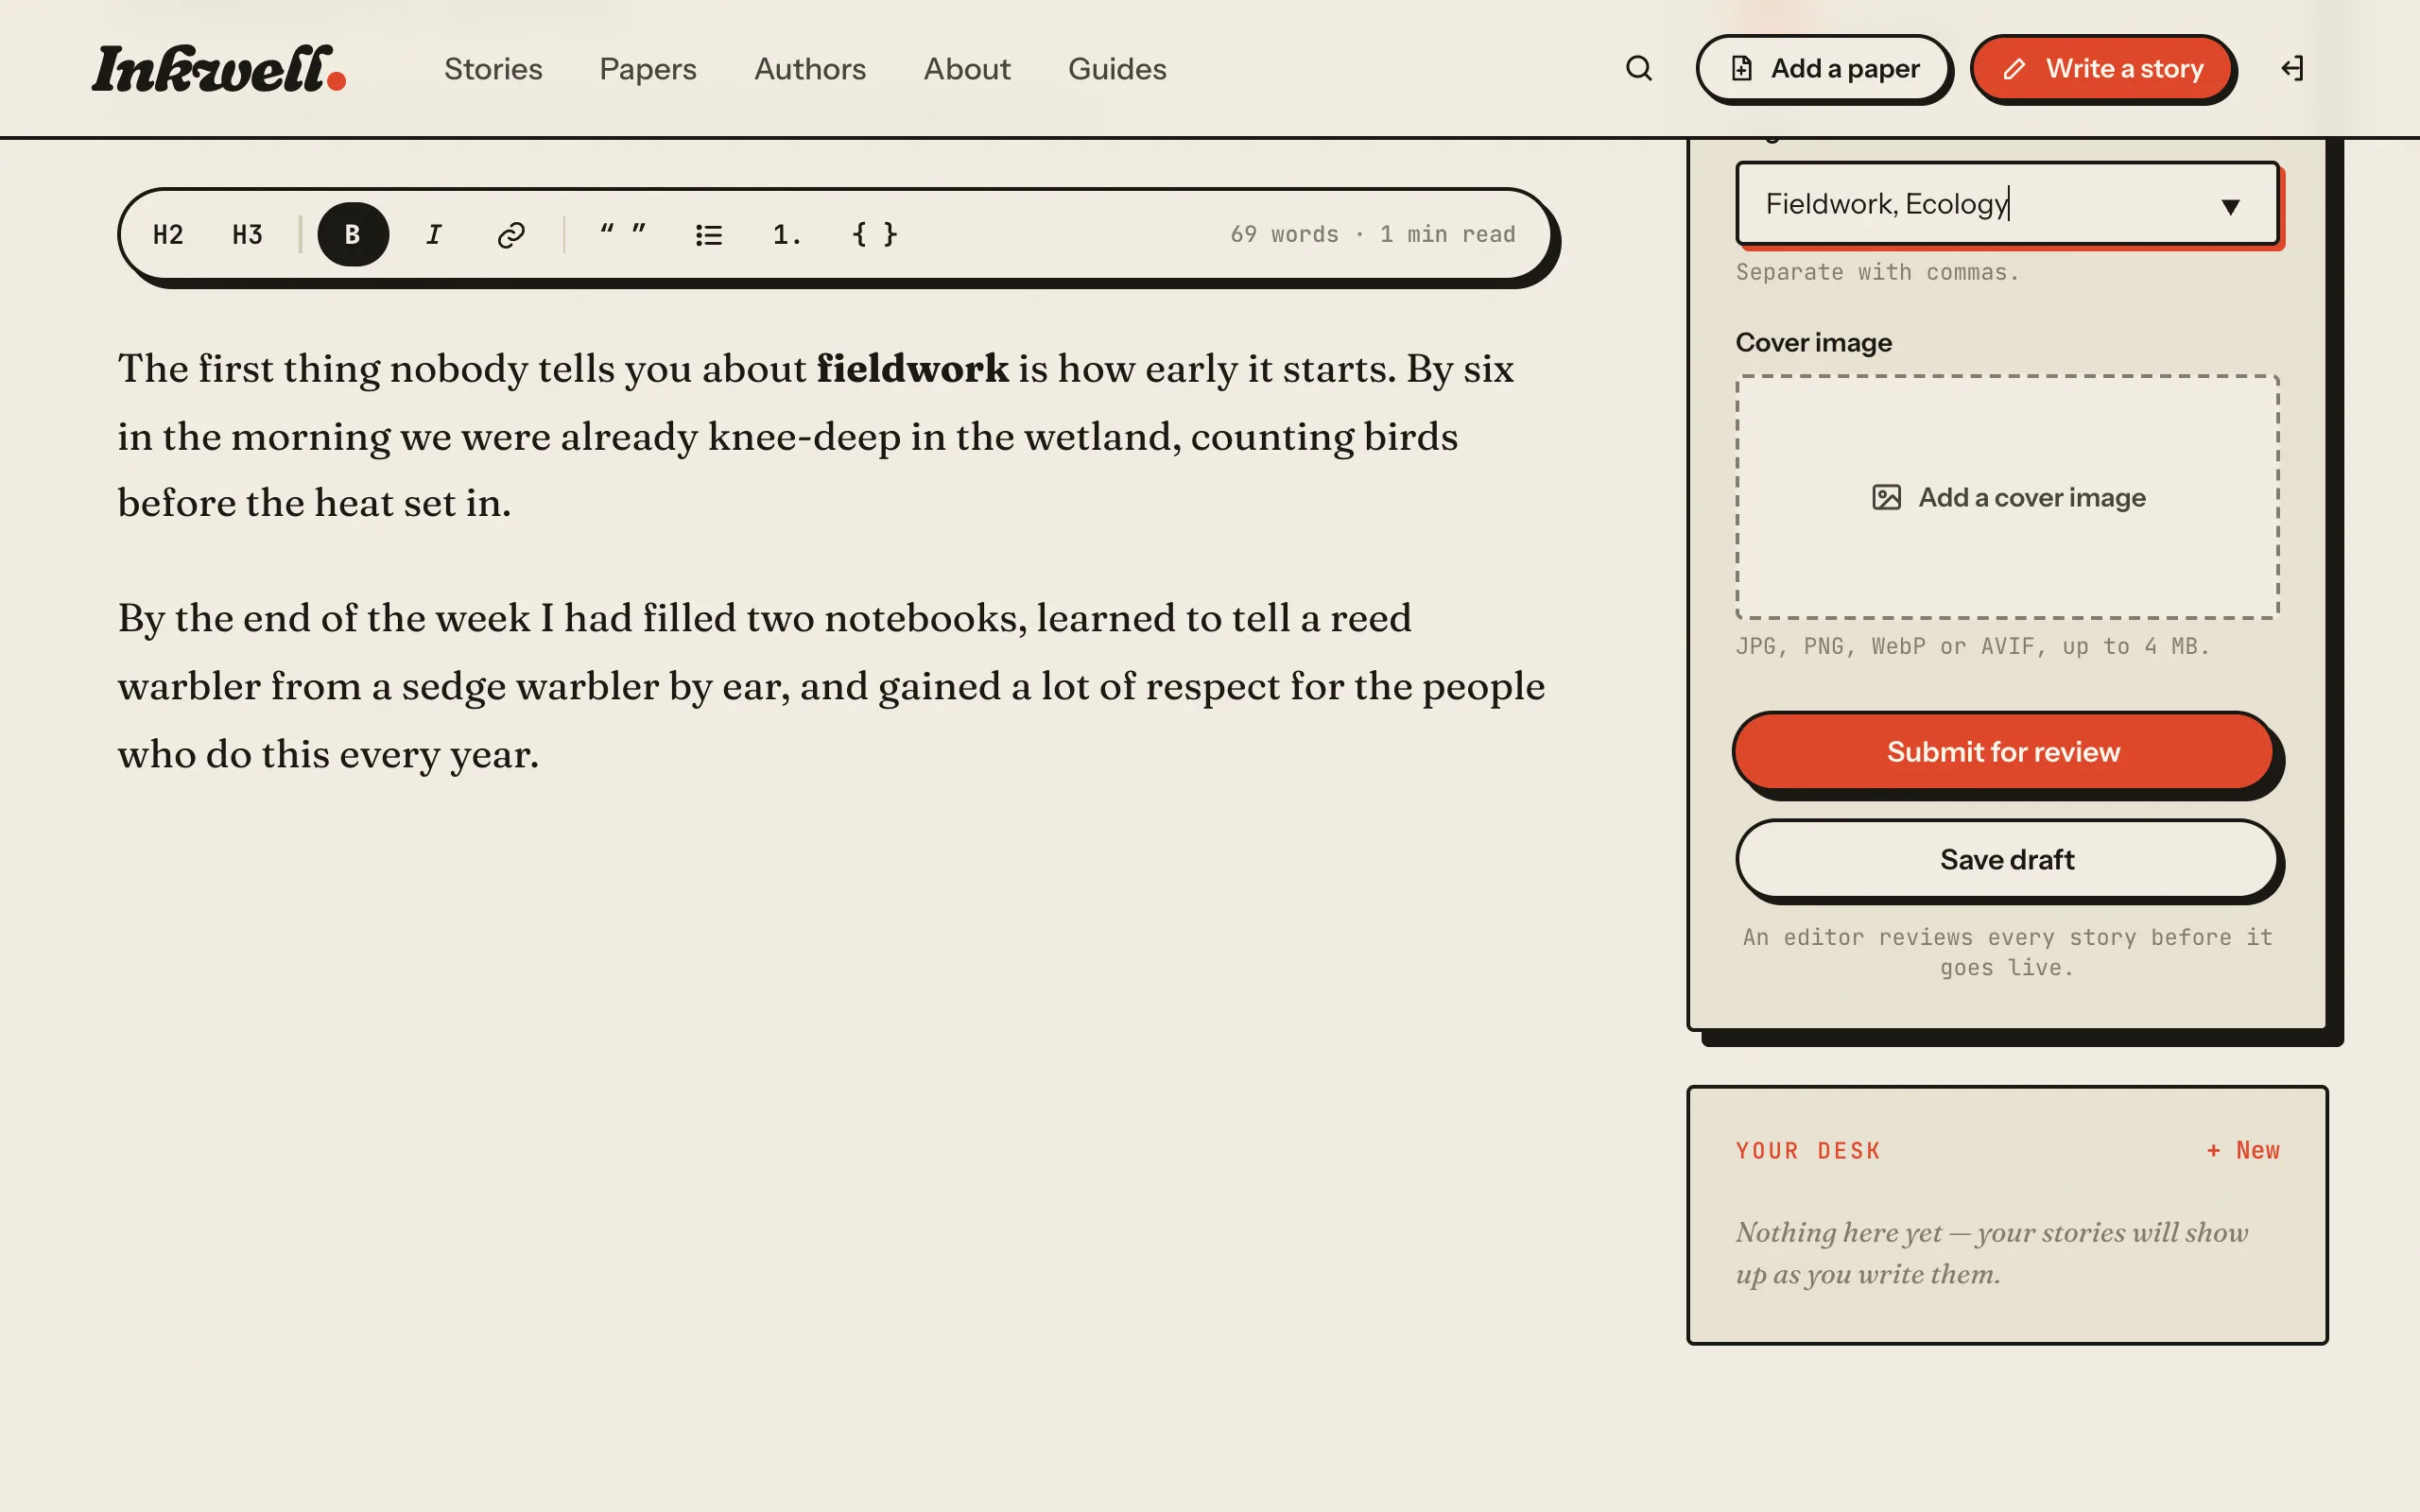 Inkwell.
Stories
Papers
Authors
About
Guides
Add a paper
Write a story
H2
H3
B
I
“ ”
1.
{ }
69 words · 1 min read
The first thing nobody tells you about fieldwork is how early it starts. By six
in the morning we were already knee-deep in the wetland, counting birds
before the heat set in.
By the end of the week I had filled two notebooks, learned to tell a reed
warbler from a sedge warbler by ear, and gained a lot of respect for the people
who do this every year.
Fieldwork, Ecology
Separate with commas.
Cover image
Add a cover image
JPG, PNG, WebP or AVIF, up to 4 MB.
Submit for review
Save draft
An editor reviews every story before it
goes live.
YOUR DESK
+ New
Nothing here yet — your stories will show
up as you write them.